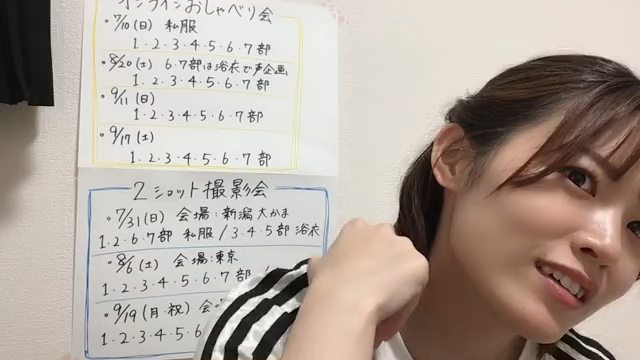 オンラインおしゃべり会
・7/10(日) 私服
1・2・3・4・5・6・7部
・8/20(土) 6・7部は浴衣で声企画
1・2・3・4・5・6・7部
・9/11(日)
1・2・3・4・5・6・7部
・9/17(土)
1・2・3・4・5・6・7部
2ショット撮影会
・7/31(日) 会場:新潟 大かま
1・2・6・7部 私服/3・4・5部 浴衣
・8/6(土) 会場:東京
1・2・3・4・5・6・7部/
・9/19(月・祝) 会
1・2・3・4・5・6